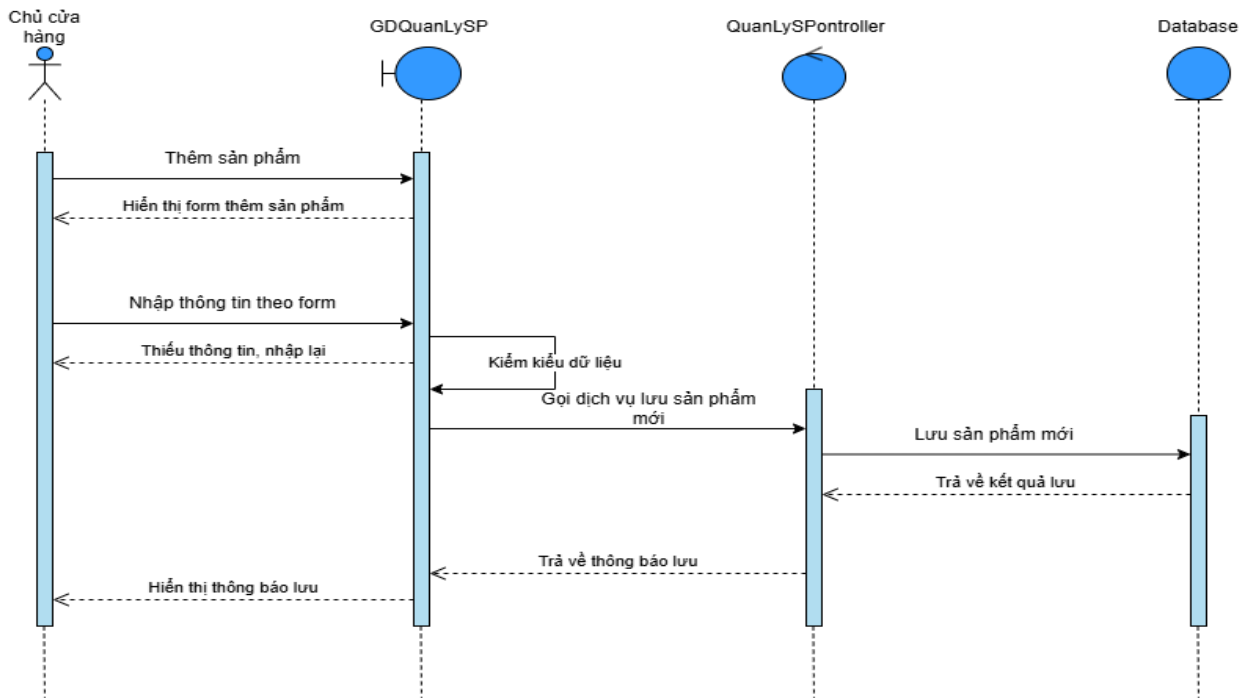 Chủ cửa
hàng
GDQuanLySP
QuanLySPontroller
Database
Thêm sản phẩm
Hiển thị form thêm sản phẩm
Nhập thông tin theo form
Thiếu thông tin, nhập lại
Kiểm kiểu dữ liệu
Gọi dịch vụ lưu sản phẩm
mới
Lưu sản phẩm mới
Trả về kết quả lưu
Trả về thông báo lưu
Hiển thị thông báo lưu